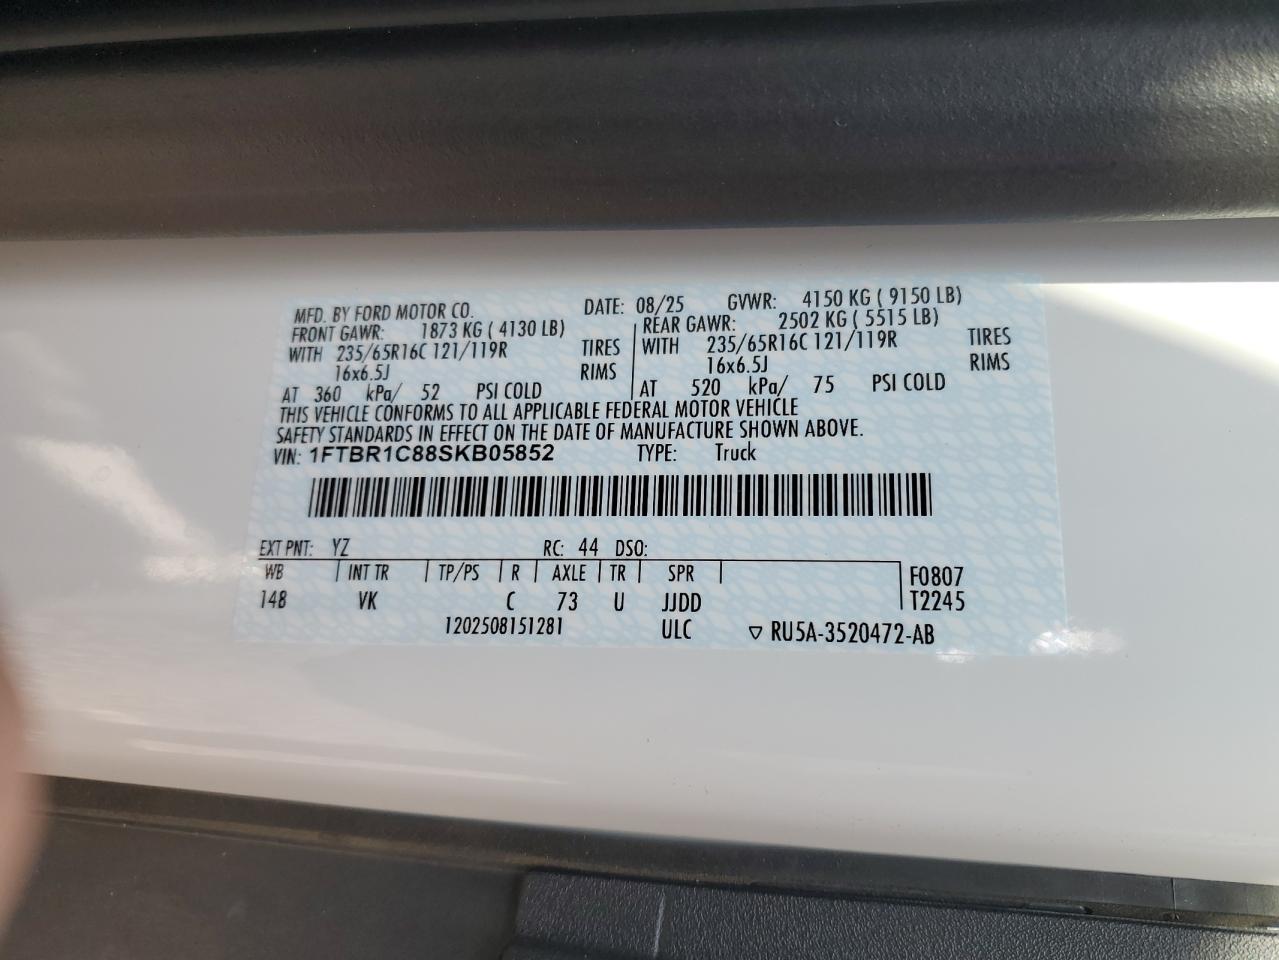 MFD. BY FORD MOTOR CO. DATE: 08/25 GVWR: 4150 KG ( 9150 LB)
FRONT GAWR: 1873 KG ( 4130 LB) REAR GAWR: 2502 KG ( 5515 LB)
WITH 235/65R16C 121/119R TIRES WITH 235/65R16C 121/119R TIRES
16x6.5J RIMS 16x6.5J RIMS
AT 360 kPa/ 52 PSI COLD AT 520 kPa/ 75 PSI COLD
THIS VEHICLE CONFORMS TO ALL APPLICABLE FEDERAL MOTOR VEHICLE
SAFETY STANDARDS IN EFFECT ON THE DATE OF MANUFACTURE SHOWN ABOVE.
VIN: 1FTBR1C88SKB05852 TYPE: Truck
EXT PNT: YZ RC: 44 DSO:
WB INT TR TP/PS R AXLE TR SPR F0807
148 VK C 73 U JJDD T2245
1202508151281 ULC ▽ RU5A-3520472-AB